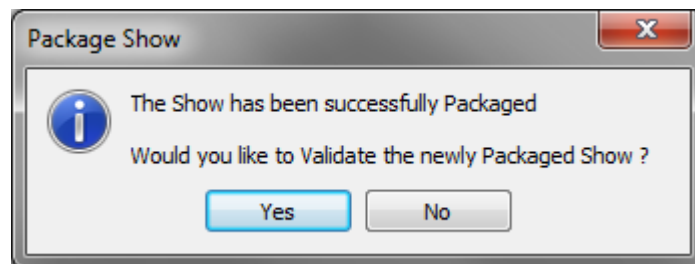 Package Show
The Show has been successfully Packaged
Would you like to Validate the newly Packaged Show ?
Yes No